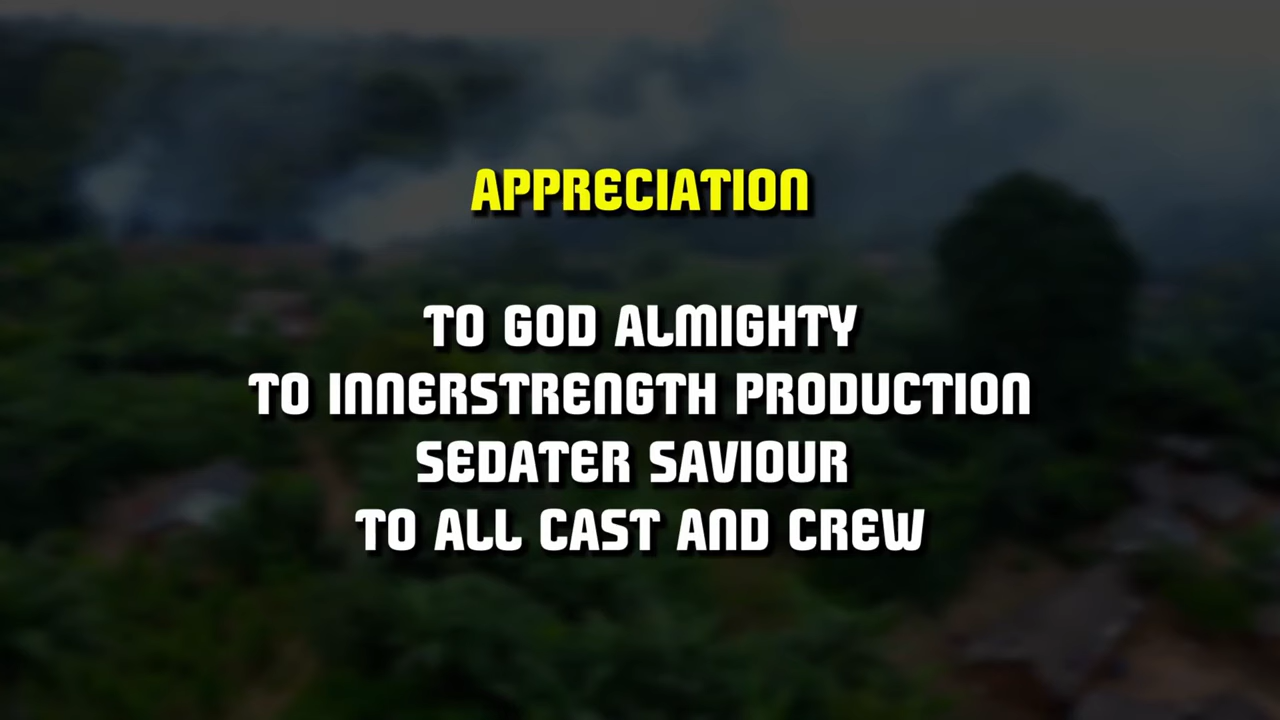 APPRECIATION
TO GOD ALMIGHTY
TO INNERSTRENGTH PRODUCTION
SEDATER SAVIOUR
TO ALL CAST AND CREW